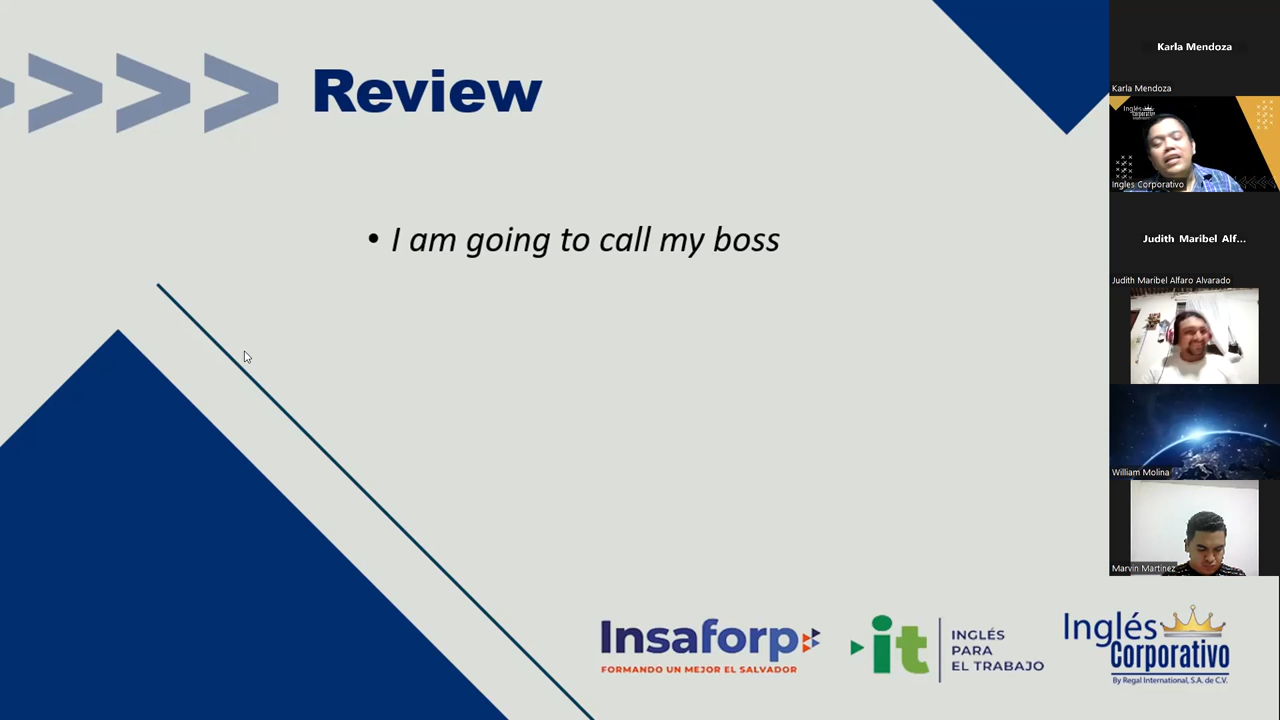 Review
• I am going to call my boss
Insaforp
FORMANDO UN MEJOR EL SALVADOR
it
INGLÉS
PARA
EL TRABAJO
Inglés
Corporativo
By Regal International, S.A. de C.V.
Karla Mendoza
Karla Mendoza
Inglés
Corporativo
Ingles Corporativo
Judith Maribel Alf...
Judith Maribel Alfaro Alvarado
William Molina
Marvin Martinez